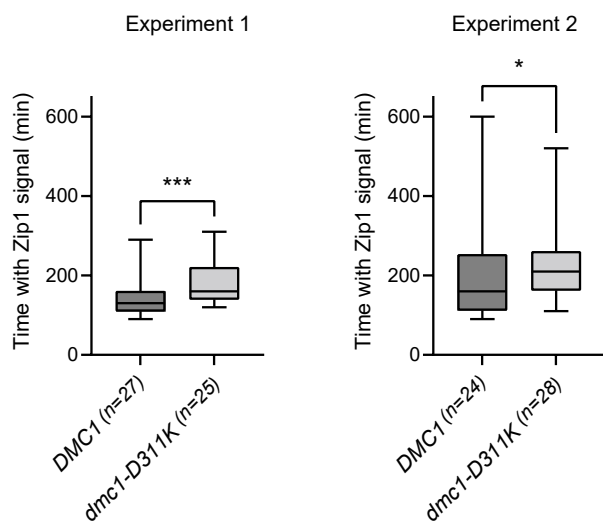 Experiment 1
Time with Zip1 signal (min)
600
400
200
0
***
DMC1 (n=27)
dmc1-D311K (n=25)
Experiment 2
Time with Zip1 signal (min)
600
400
200
0
*
DMC1 (n=24)
dmc1-D311K (n=28)